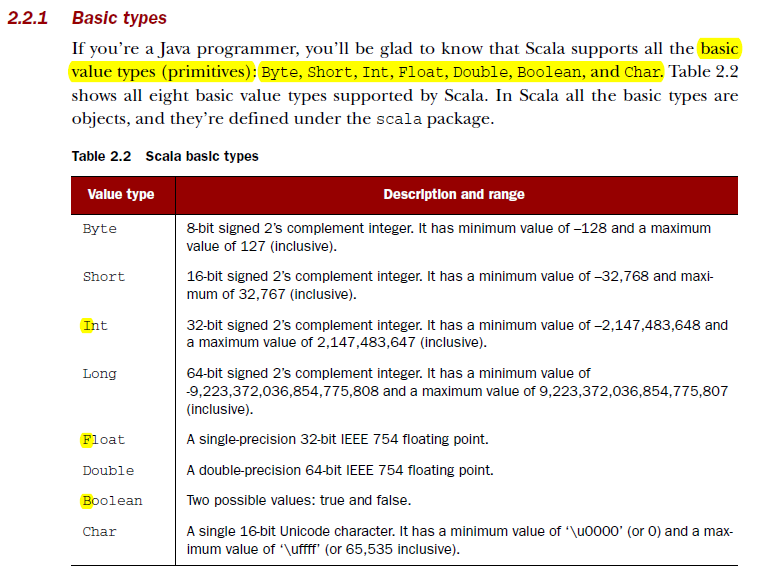 2.2.1 Basic types
If you’re a Java programmer, you’ll be glad to know that Scala supports all the basic
value types (primitives): Byte, Short, Int, Float, Double, Boolean, and Char. Table 2.2
shows all eight basic value types supported by Scala. In Scala all the basic types are
objects, and they’re defined under the scala package.
Table 2.2 Scala basic types
Value type Description and range
Byte 8-bit signed 2’s complement integer. It has minimum value of –128 and a maximum
value of 127 (inclusive).
Short 16-bit signed 2’s complement integer. It has a minimum value of –32,768 and maxi-
mum of 32,767 (inclusive).
Int 32-bit signed 2’s complement integer. It has a minimum value of –2,147,483,648 and
a maximum value of 2,147,483,647 (inclusive).
Long 64-bit signed 2’s complement integer. It has a minimum value of
-9,223,372,036,854,775,808 and a maximum value of 9,223,372,036,854,775,807
(inclusive).
Float A single-precision 32-bit IEEE 754 floating point.
Double A double-precision 64-bit IEEE 754 floating point.
Boolean Two possible values: true and false.
Char A single 16-bit Unicode character. It has a minimum value of ‘\u0000’ (or 0) and a max-
imum value of ‘\uffff’ (or 65,535 inclusive).